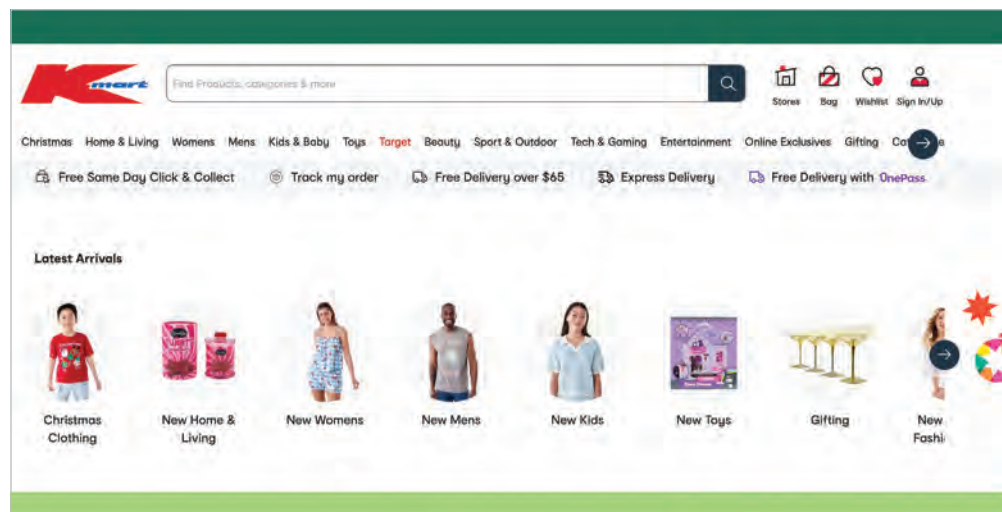 Kmart
Find Products, categories & more
Stores Bag Wishlist Sign In/Up
Christmas Home & Living Womens Mens Kids & Baby Toys Target Beauty Sport & Outdoor Tech & Gaming Entertainment Online Exclusives Gifting
Free Same Day Click & Collect Track my order Free Delivery over $65 Express Delivery Free Delivery with OnePass
Latest Arrivals
Christmas Clothing
New Home & Living
New Womens
New Mens
New Kids
New Toys
Gifting
New